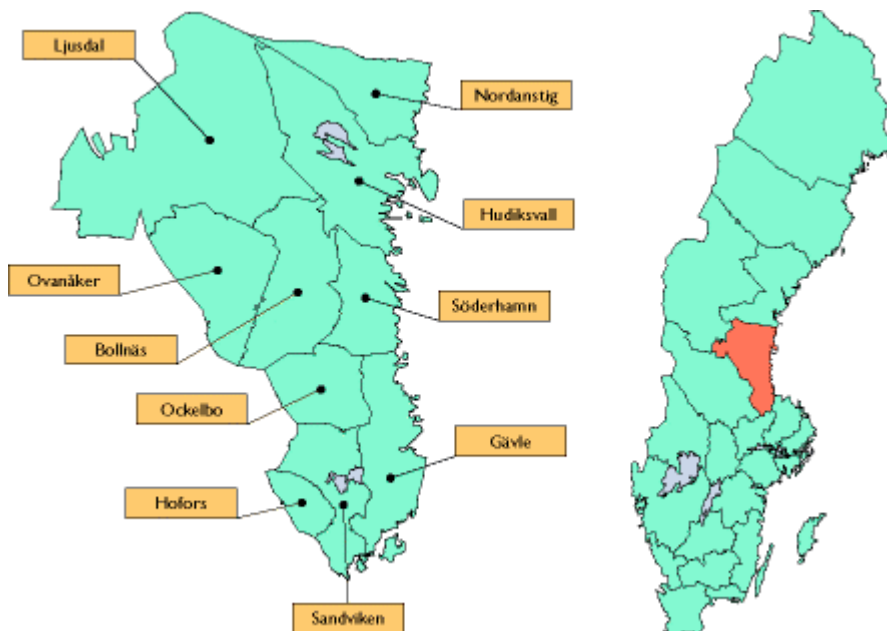 Ljusdal
Nordanstig
Hudiksvall
Ovanåker
Söderhamn
Bollnäs
Ockelbo
Gävle
Hofors
Sandviken